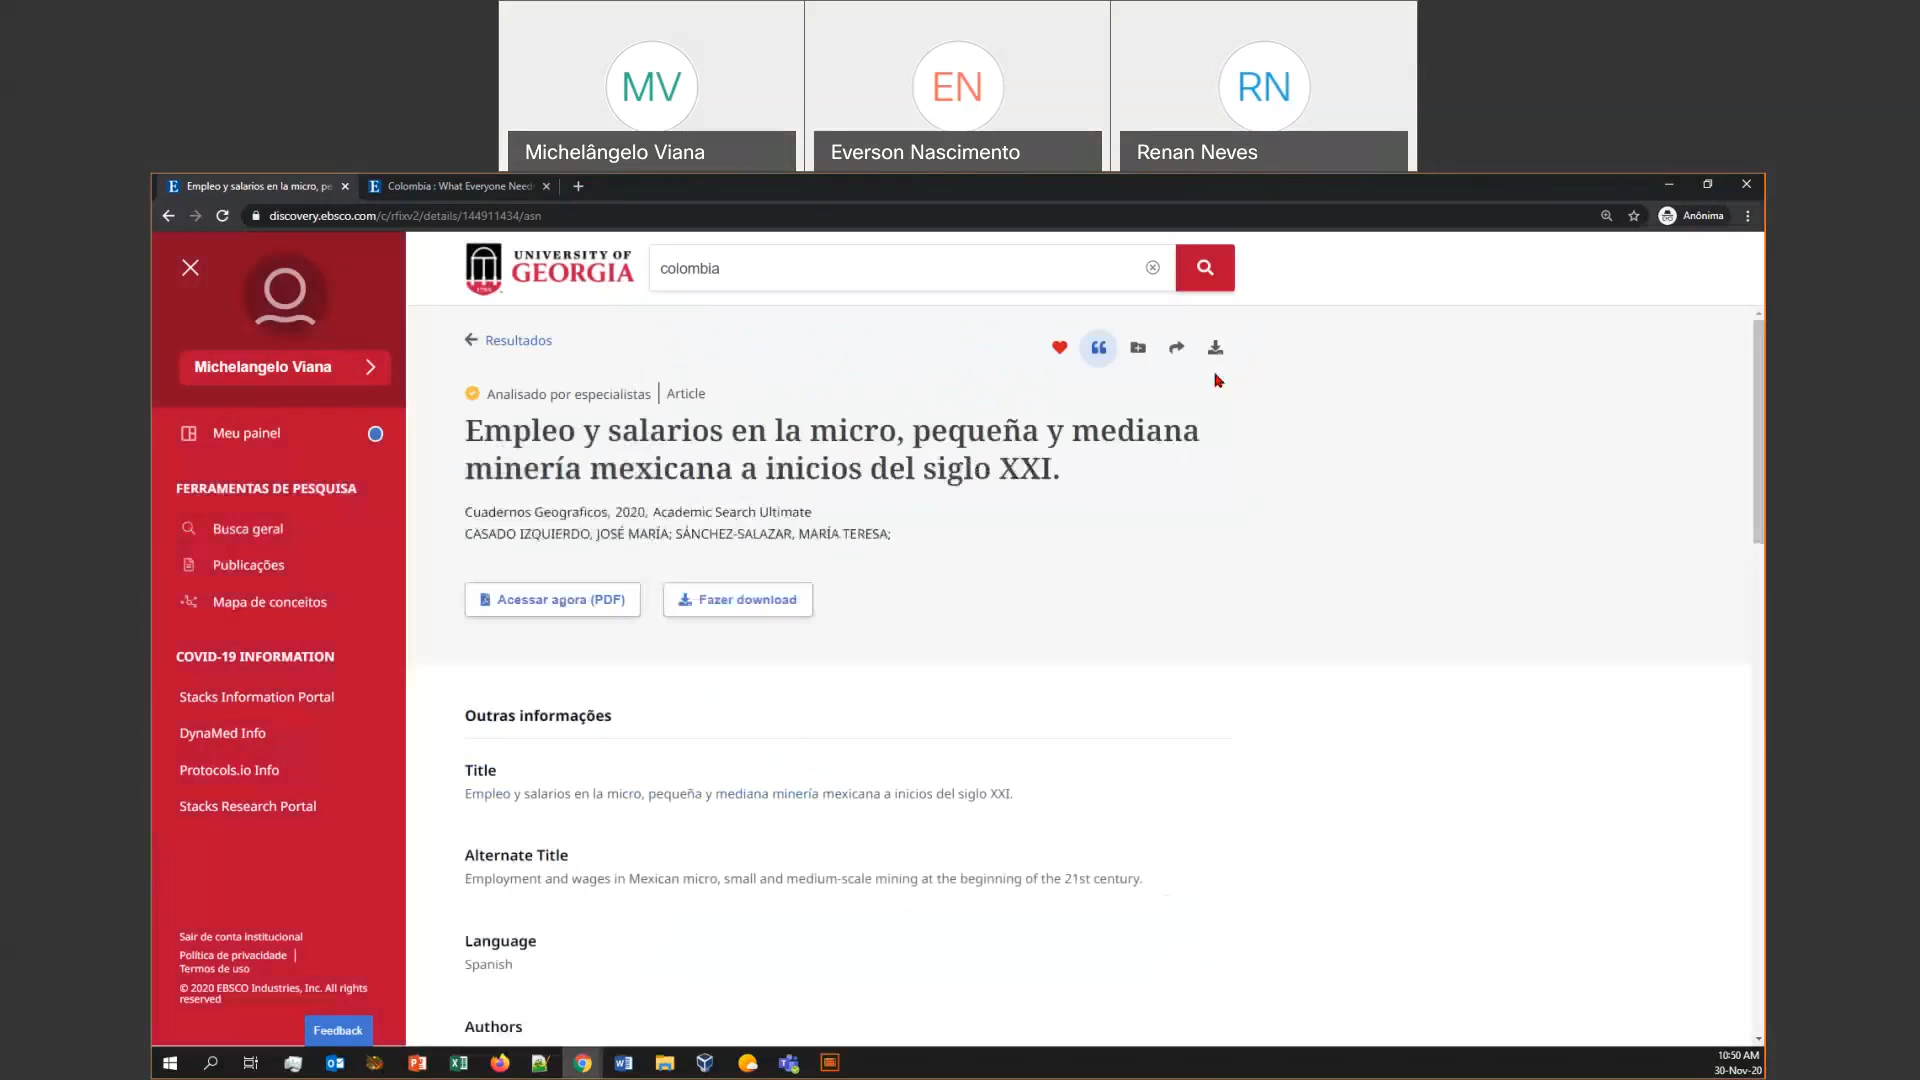 MV
EN
RN
Michelângelo Viana
Everson Nascimento
Renan Neves
Empleo y salarios en la micro, pe
Colombia : What Everyone Need
discovery.ebsco.com/c/rfixv2/details/144911434/asn
Anônima
UNIVERSITY OF
GEORGIA
1785
colombia
Michelangelo Viana
Meu painel
FERRAMENTAS DE PESQUISA
Busca geral
Publicações
Mapa de conceitos
COVID-19 INFORMATION
Stacks Information Portal
DynaMed Info
Protocols.io Info
Stacks Research Portal
Sair de conta institucional
Política de privacidade |
Termos de uso
© 2020 EBSCO Industries, Inc. All rights
reserved
Feedback
Resultados
Analisado por especialistas | Article
Empleo y salarios en la micro, pequeña y mediana
minería mexicana a inicios del siglo XXI.
Cuadernos Geograficos, 2020, Academic Search Ultimate
CASADO IZQUIERDO, JOSÉ MARÍA; SÁNCHEZ-SALAZAR, MARÍA TERESA;
Acessar agora (PDF)
Fazer download
Outras informações
Title
Empleo y salarios en la micro, pequeña y mediana minería mexicana a inicios del siglo XXI.
Alternate Title
Employment and wages in Mexican micro, small and medium-scale mining at the beginning of the 21st century.
Language
Spanish
Authors
10:50 AM
30-Nov-20